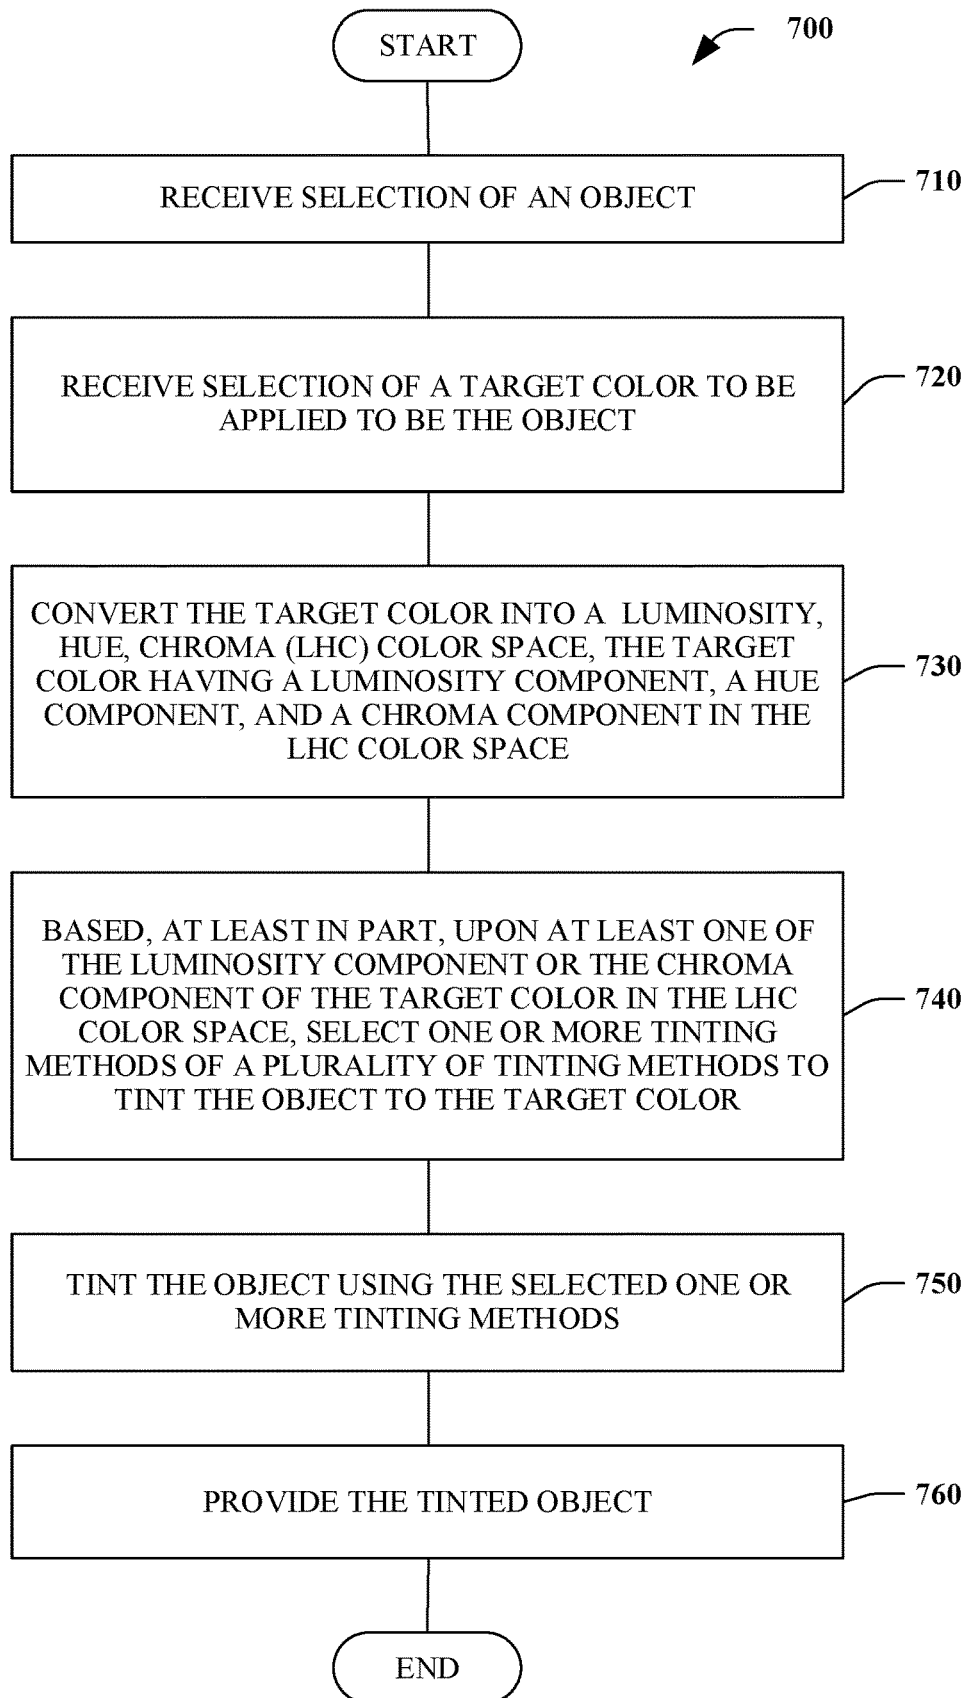 START
700
RECEIVE SELECTION OF AN OBJECT
710
RECEIVE SELECTION OF A TARGET COLOR TO BE
APPLIED TO BE THE OBJECT
720
CONVERT THE TARGET COLOR INTO A LUMINOSITY,
HUE, CHROMA (LHC) COLOR SPACE, THE TARGET
COLOR HAVING A LUMINOSITY COMPONENT, A HUE
COMPONENT, AND A CHROMA COMPONENT IN THE
LHC COLOR SPACE
730
BASED, AT LEAST IN PART, UPON AT LEAST ONE OF
THE LUMINOSITY COMPONENT OR THE CHROMA
COMPONENT OF THE TARGET COLOR IN THE LHC
COLOR SPACE, SELECT ONE OR MORE TINTING
METHODS OF A PLURALITY OF TINTING METHODS TO
TINT THE OBJECT TO THE TARGET COLOR
740
TINT THE OBJECT USING THE SELECTED ONE OR
MORE TINTING METHODS
750
PROVIDE THE TINTED OBJECT
760
END